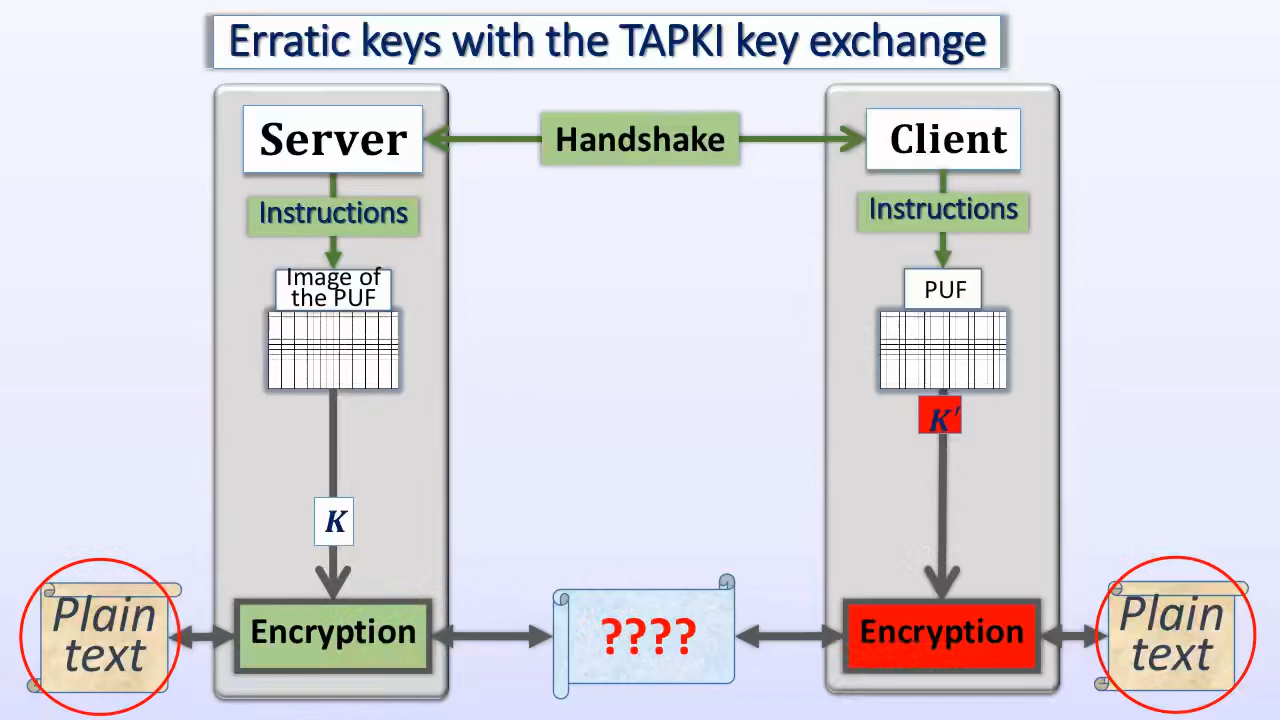 Erratic keys with the TAPKI key exchange
Server
Handshake
Client
Instructions
Instructions
Image of
the PUF
PUF
K'
K
Plain
text
Encryption
????
Encryption
Plain
text